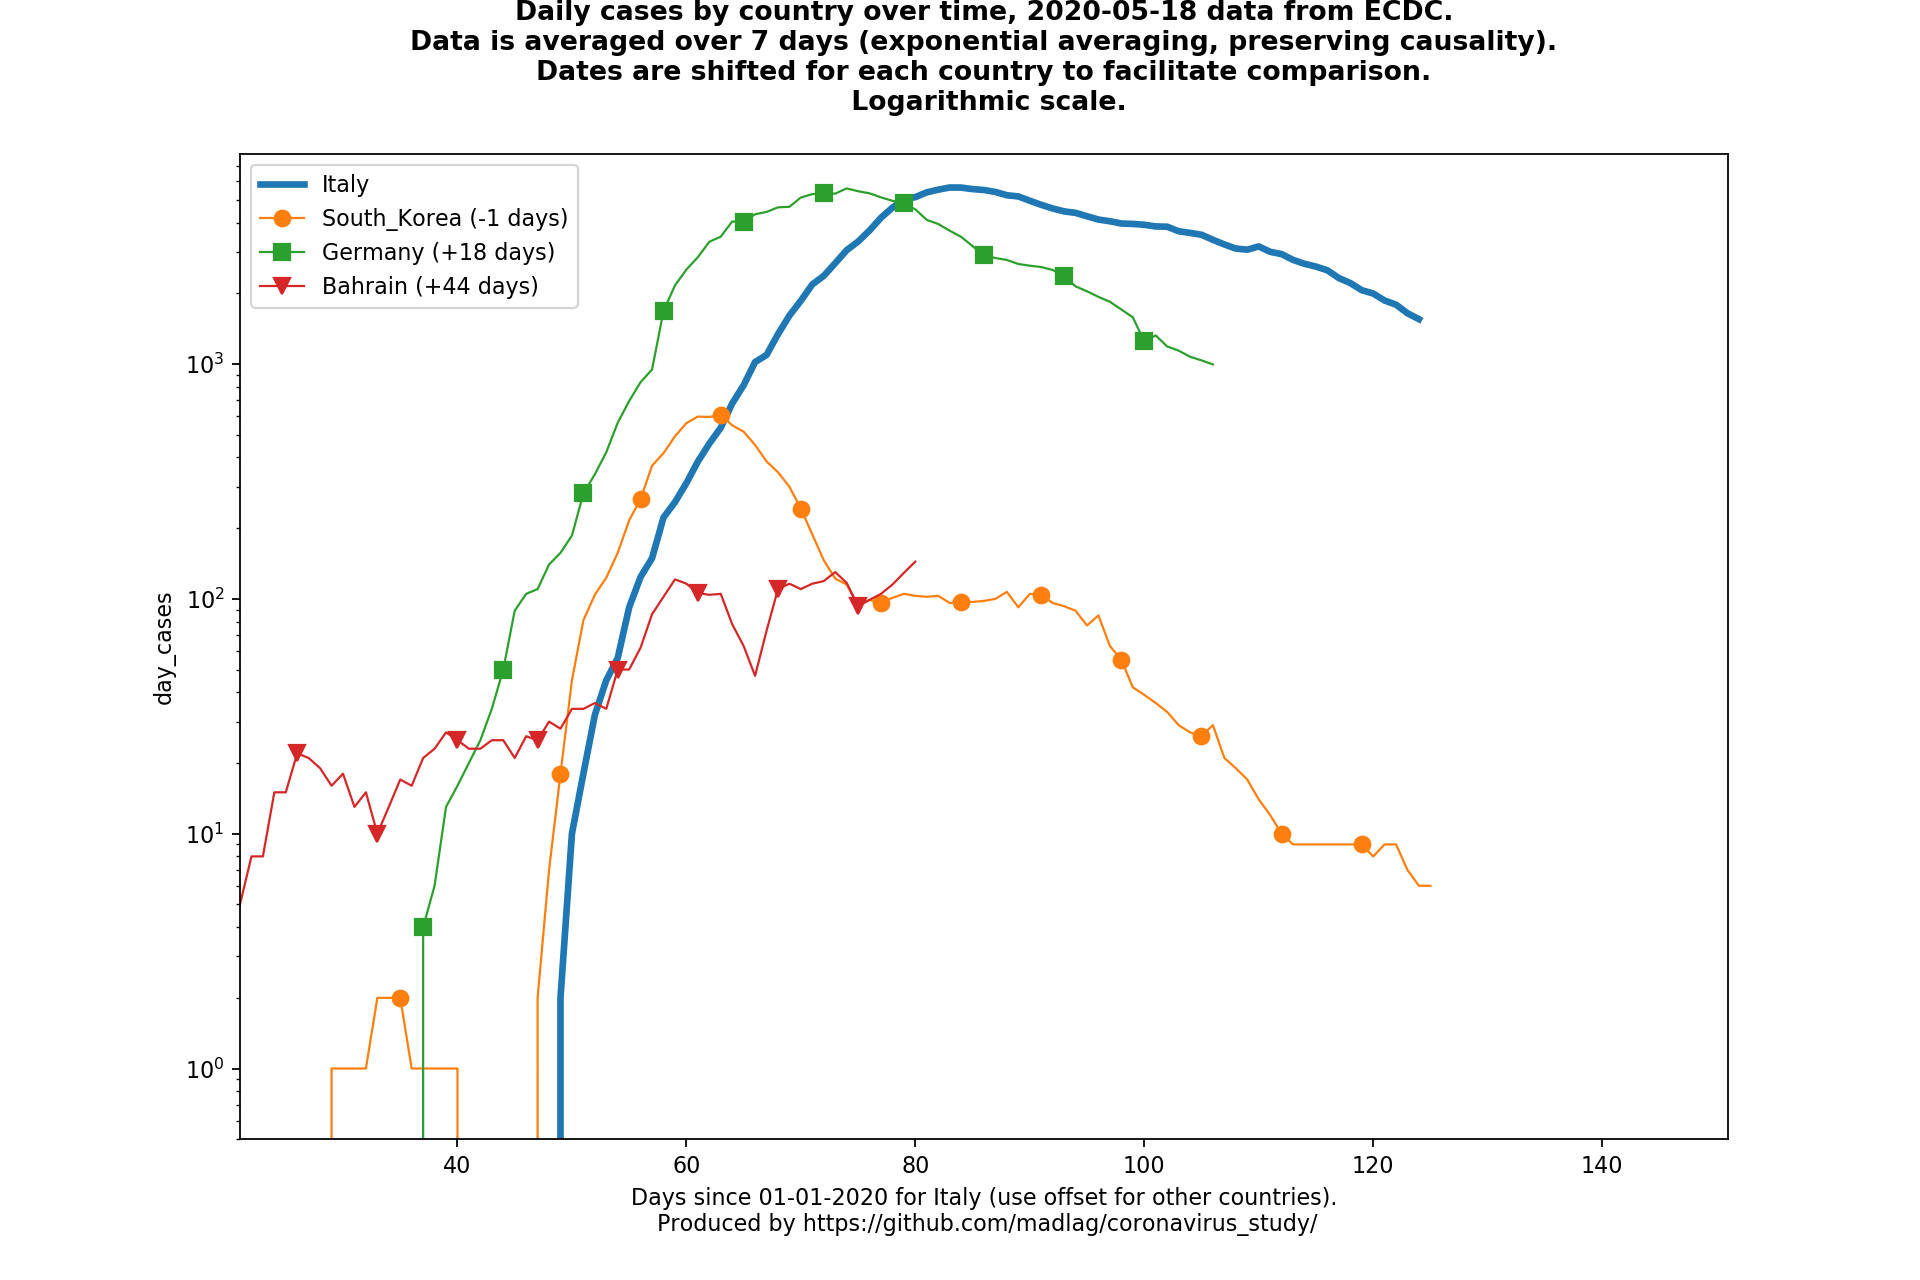 Daily cases by country over time, 2020-05-18 data from ECDC.
Data is averaged over 7 days (exponential averaging, preserving causality).
Dates are shifted for each country to facilitate comparison.
Logarithmic scale.
Italy
South_Korea (-1 days)
Germany (+18 days)
Bahrain (+44 days)
10³
10²
10¹
10⁰
day_cases
40 60 80 100 120 140
Days since 01-01-2020 for Italy (use offset for other countries).
Produced by https://github.com/madlag/coronavirus_study/